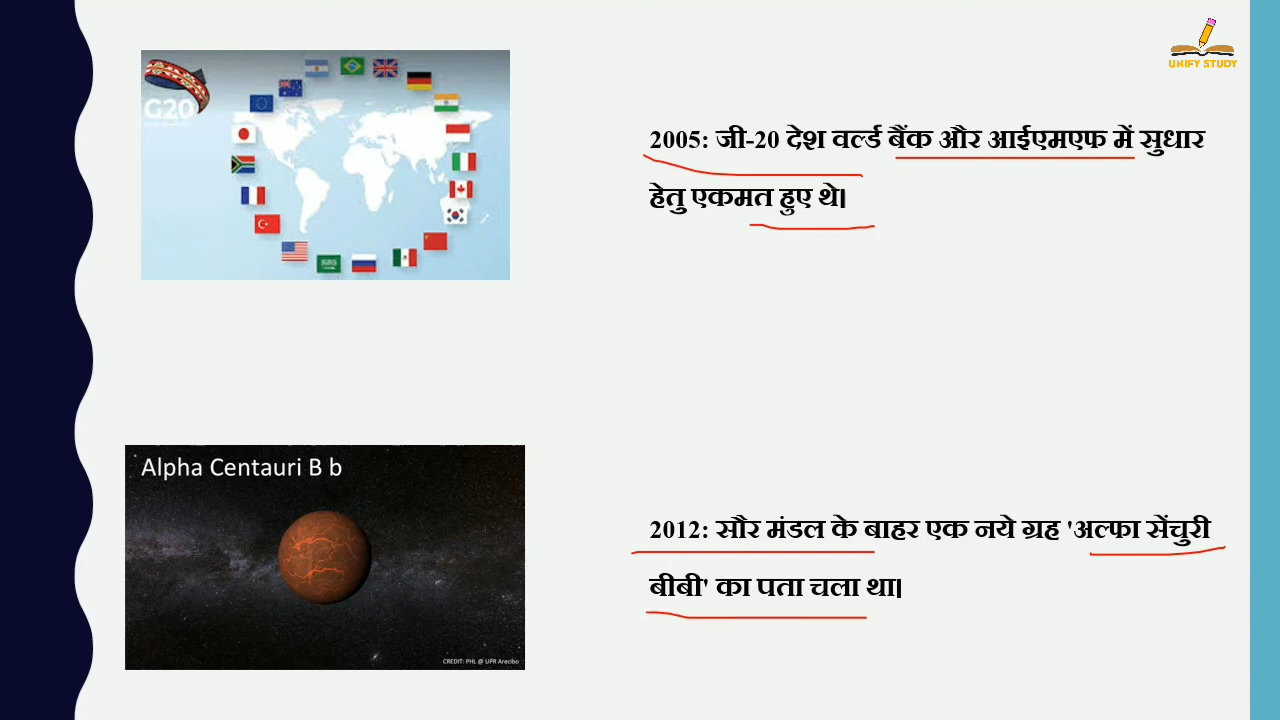 UNIFY STUDY
G20
2005: जी-20 देश वर्ल्ड बैंक और आईएमएफ में सुधार
हेतु एकमत हुए थे।
Alpha Centauri B b
CREDIT: PHL @ UPR Arecibo
2012: सौर मंडल के बाहर एक नये ग्रह 'अल्फा सेंचुरी
बीबी' का पता चला था।